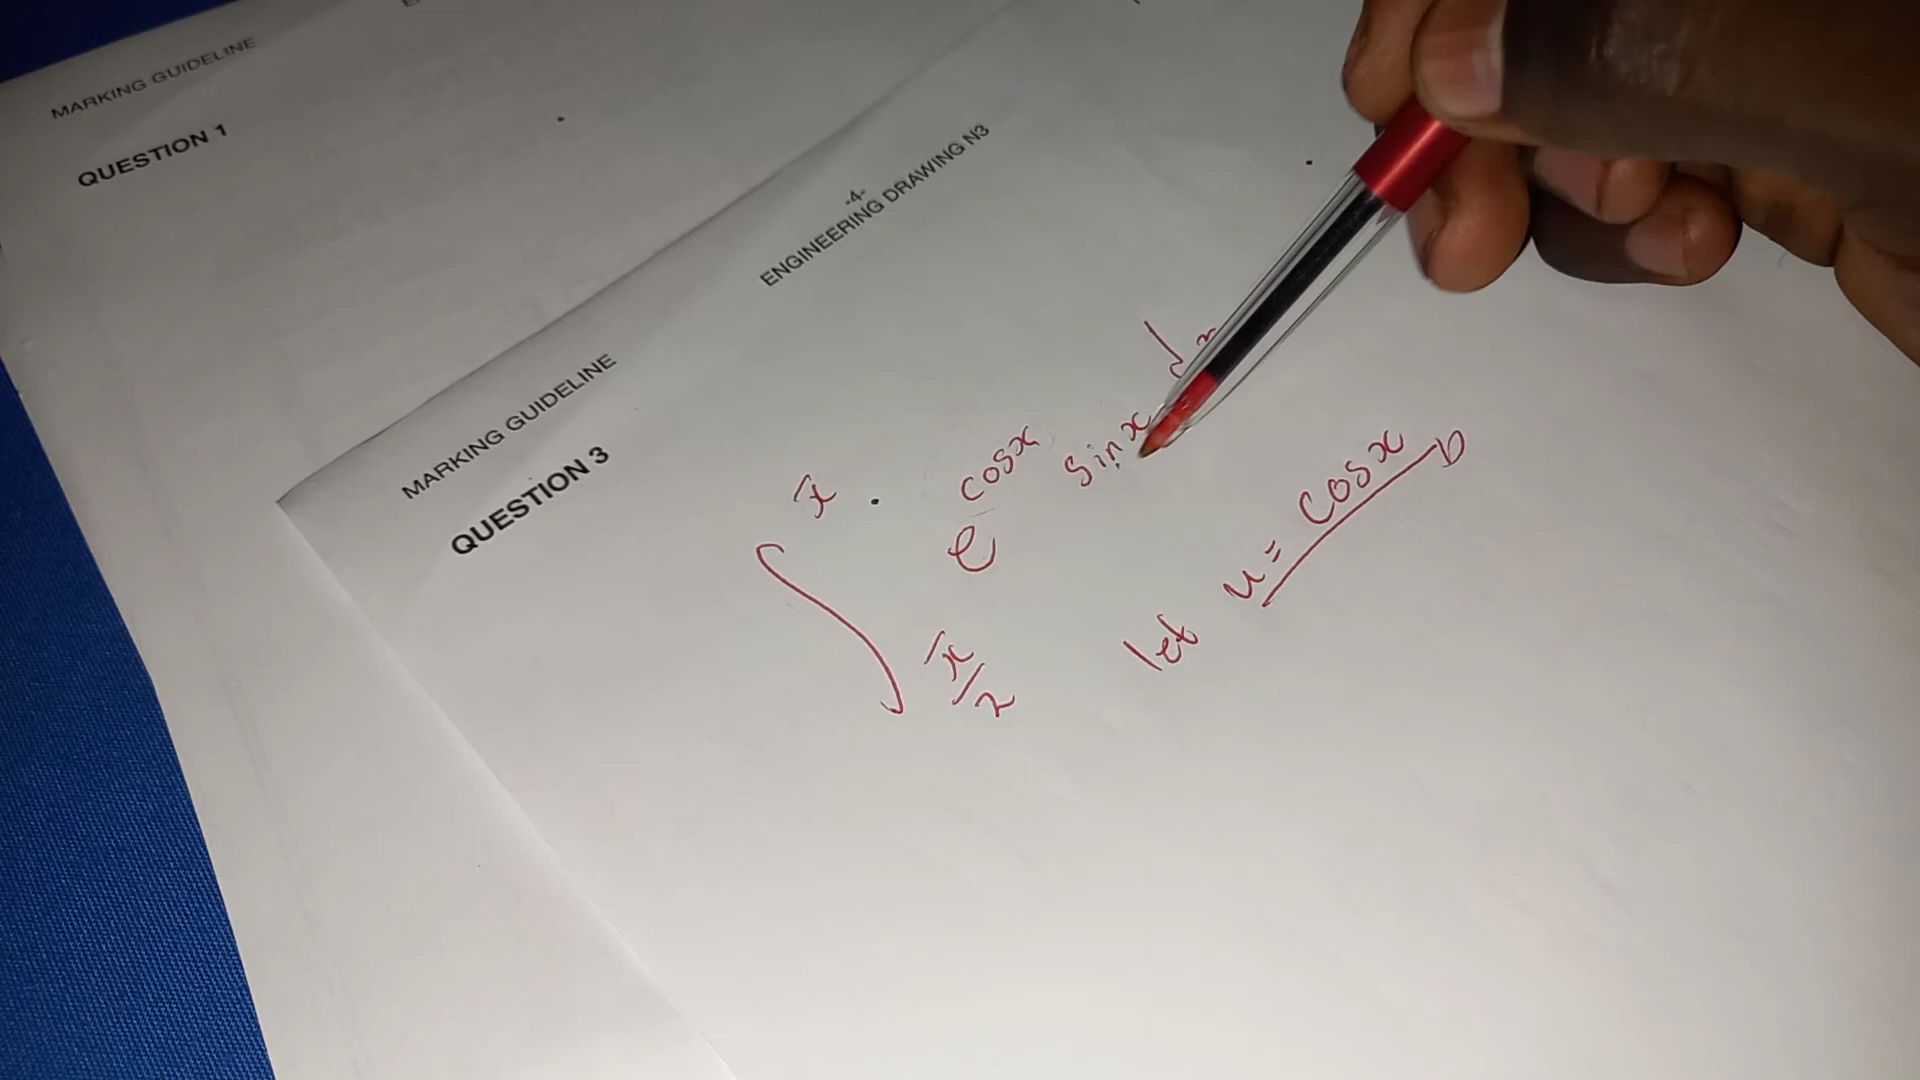 MARKING GUIDELINE
QUESTION 1
-4-
ENGINEERING DRAWING N3
MARKING GUIDELINE
QUESTION 3
∫ π π/2 e cosx sinx dx
let u = cosx